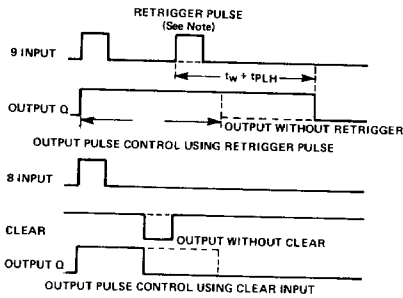 RETRIGGER PULSE
(See Note)
9 INPUT
tw + tPLH
OUTPUT Q
OUTPUT WITHOUT RETRIGGER
OUTPUT PULSE CONTROL USING RETRIGGER PULSE
8 INPUT
CLEAR
OUTPUT WITHOUT CLEAR
OUTPUT Q
OUTPUT PULSE CONTROL USING CLEAR INPUT